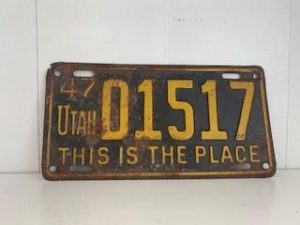 47
UTAH 01517
THIS IS THE PLACE